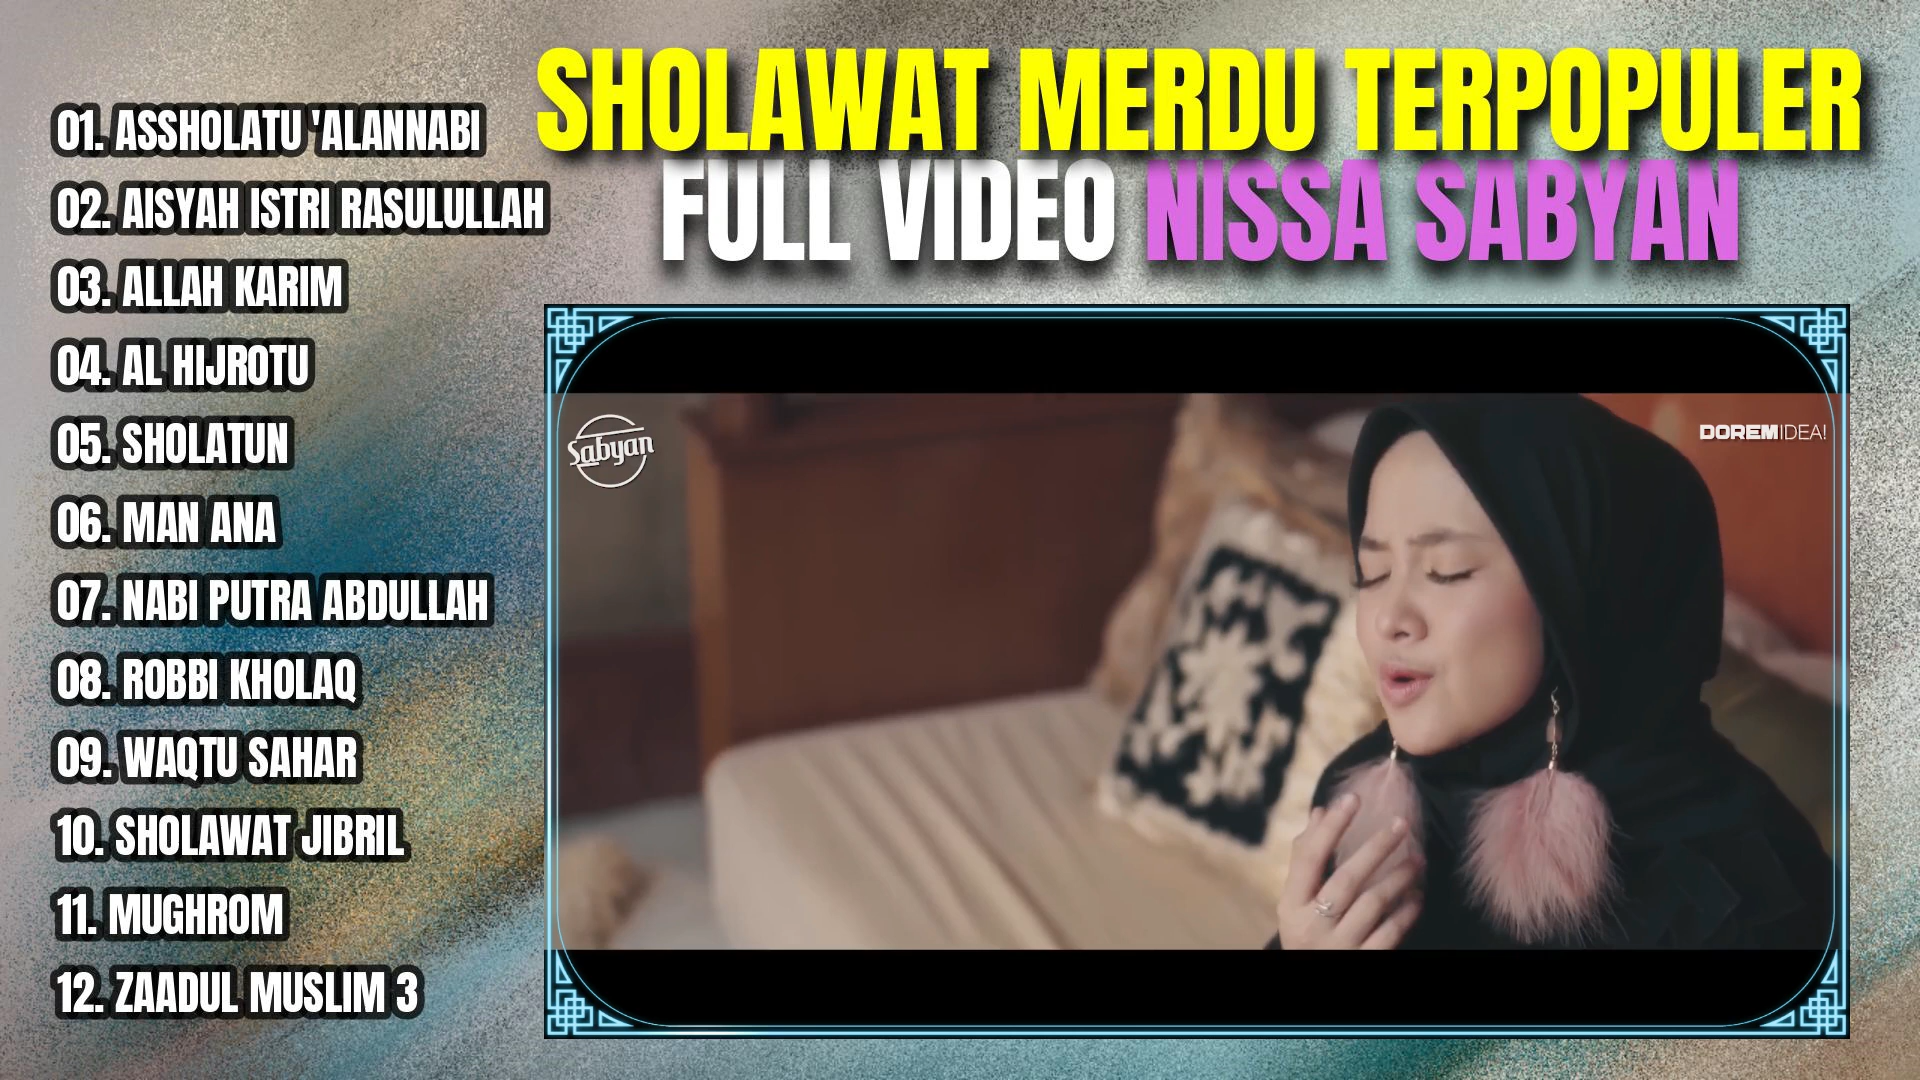 SHOLAWAT MERDU TERPOPULER
FULL VIDEO NISSA SABYAN
01. ASSHOLATU 'ALANNABI
02. AISYAH ISTRI RASULULLAH
03. ALLAH KARIM
04. AL HIJROTU
05. SHOLATUN
06. MAN ANA
07. NABI PUTRA ABDULLAH
08. ROBBI KHOLAQ
09. WAQTU SAHAR
10. SHOLAWAT JIBRIL
11. MUGHROM
12. ZAADUL MUSLIM 3
Sabyan
DOREMIDEA!